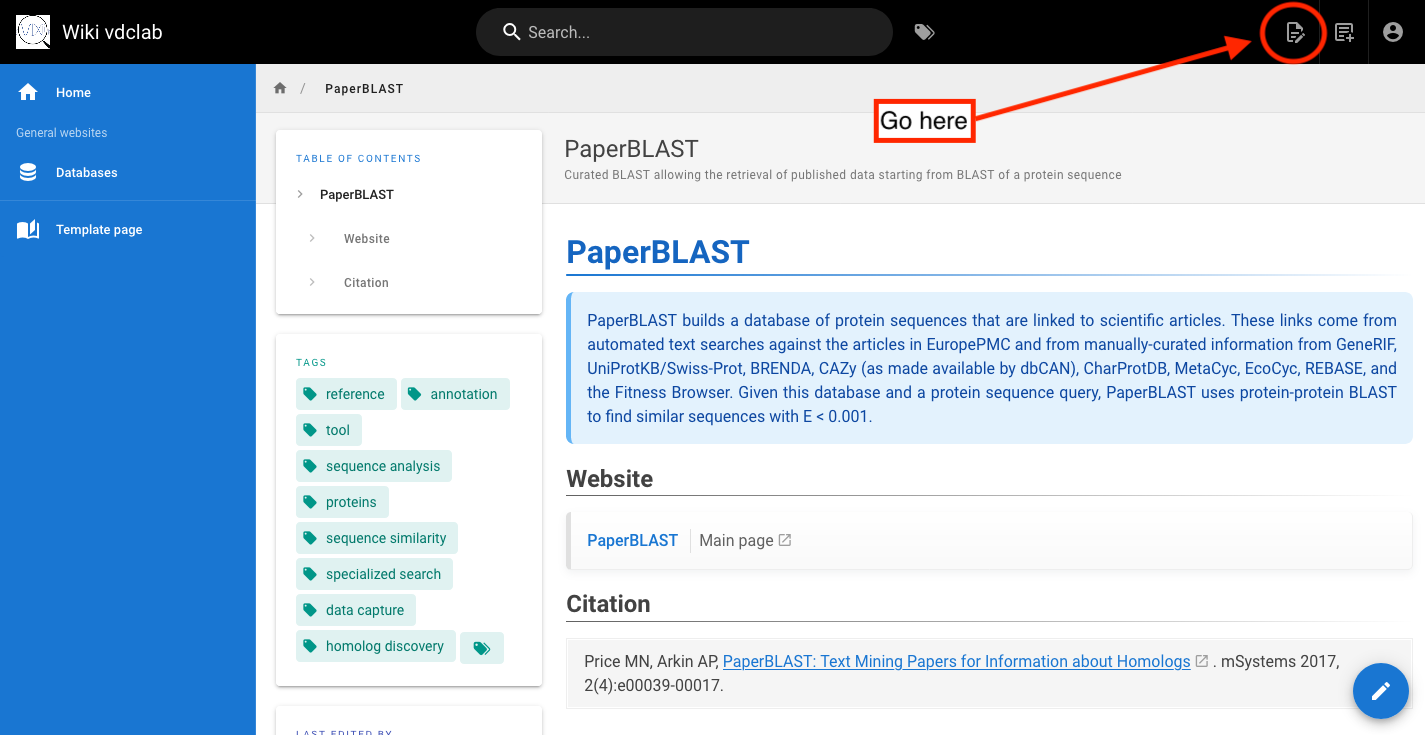 Wiki vdclab
Search...
Home
General websites
Databases
Template page
/ PaperBLAST
Go here
TABLE OF CONTENTS
PaperBLAST
Website
Citation
TAGS
reference
annotation
tool
sequence analysis
proteins
sequence similarity
specialized search
data capture
homolog discovery
LAST EDITED BY
PaperBLAST
Curated BLAST allowing the retrieval of published data starting from BLAST of a protein sequence
PaperBLAST
PaperBLAST builds a database of protein sequences that are linked to scientific articles. These links come from
automated text searches against the articles in EuropePMC and from manually-curated information from GeneRIF,
UniProtKB/Swiss-Prot, BRENDA, CAZy (as made available by dbCAN), CharProtDB, MetaCyc, EcoCyc, REBASE, and
the Fitness Browser. Given this database and a protein sequence query, PaperBLAST uses protein-protein BLAST
to find similar sequences with E < 0.001.
Website
PaperBLAST Main page
Citation
Price MN, Arkin AP, PaperBLAST: Text Mining Papers for Information about Homologs . mSystems 2017,
2(4):e00039-00017.